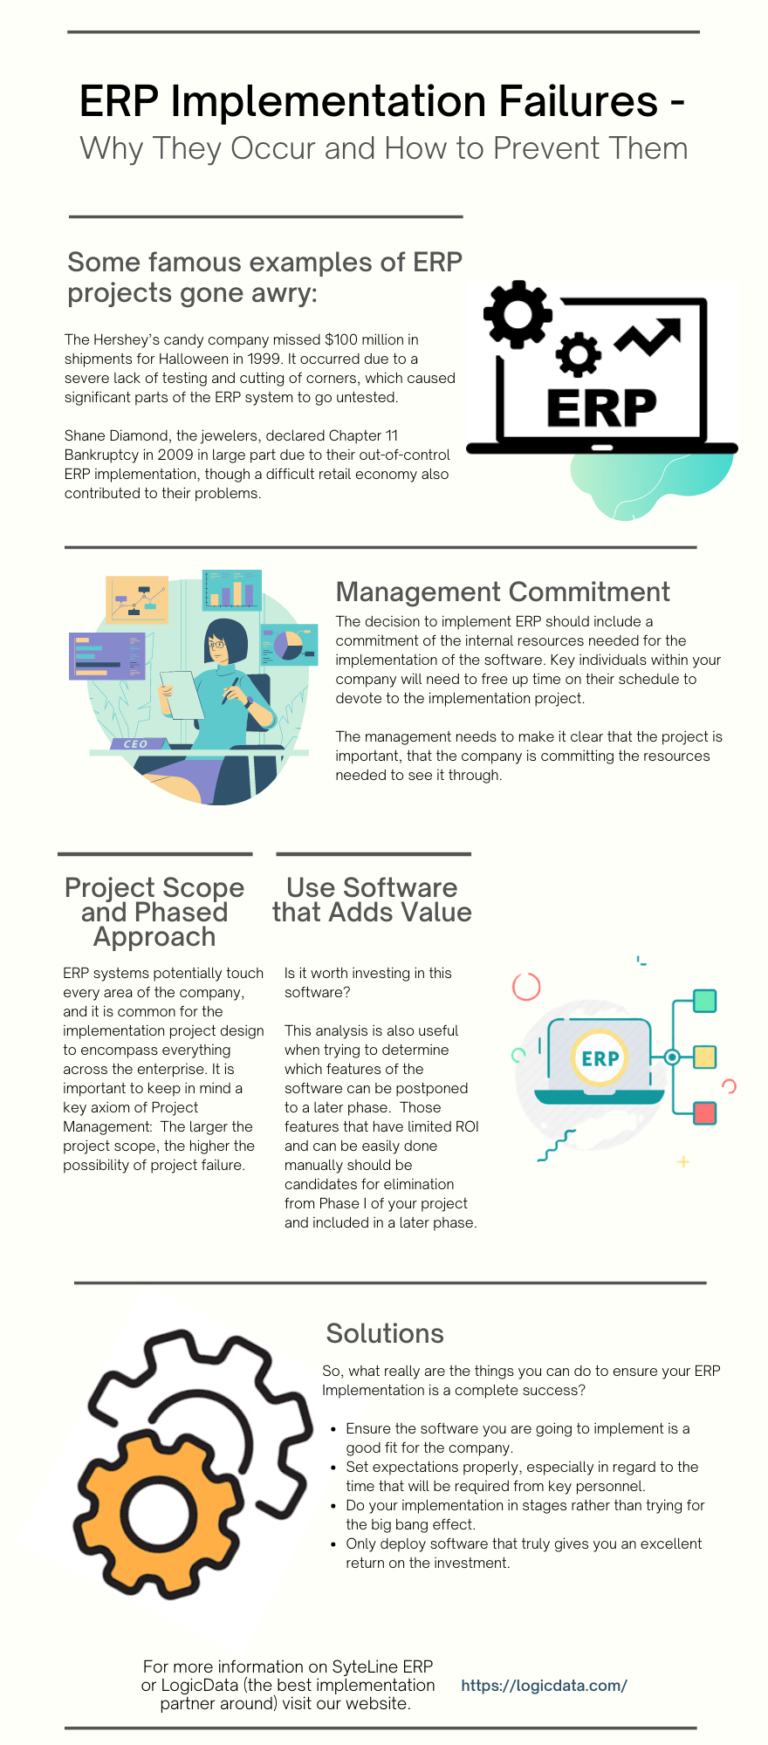 ERP Implementation Failures -
Why They Occur and How to Prevent Them
Some famous examples of ERP
projects gone awry:
The Hershey's candy company missed $100 million in
shipments for Halloween in 1999. It occurred due to a
severe lack of testing and cutting of corners, which caused
significant parts of the ERP system to go untested.
Shane Diamond, the jewelers, declared Chapter 11
Bankruptcy in 2009 in large part due to their out-of-control
ERP implementation, though a difficult retail economy also
contributed to their problems.
ERP
CEO
Management Commitment
The decision to implement ERP should include a
commitment of the internal resources needed for the
implementation of the software. Key individuals within your
company will need to free up time on their schedule to
devote to the implementation project.
The management needs to make it clear that the project is
important, that the company is committing the resources
needed to see it through.
Project Scope
and Phased
Approach
ERP systems potentially touch
every area of the company,
and it is common for the
implementation project design
to encompass everything
across the enterprise. It is
important to keep in mind a
key axiom of Project
Management:  The larger the
project scope, the higher the
possibility of project failure.
Use Software
that Adds Value
Is it worth investing in this
software?
This analysis is also useful
when trying to determine
which features of the
software can be postponed
to a later phase.  Those
features that have limited ROI
and can be easily done
manually should be
candidates for elimination
from Phase I of your project
and included in a later phase.
ERP
Solutions
So, what really are the things you can do to ensure your ERP
Implementation is a complete success?
• Ensure the software you are going to implement is a
good fit for the company.
• Set expectations properly, especially in regard to the
time that will be required from key personnel.
• Do your implementation in stages rather than trying for
the big bang effect.
• Only deploy software that truly gives you an excellent
return on the investment.
For more information on SyteLine ERP
or LogicData (the best implementation
partner around) visit our website.
https://logicdata.com/